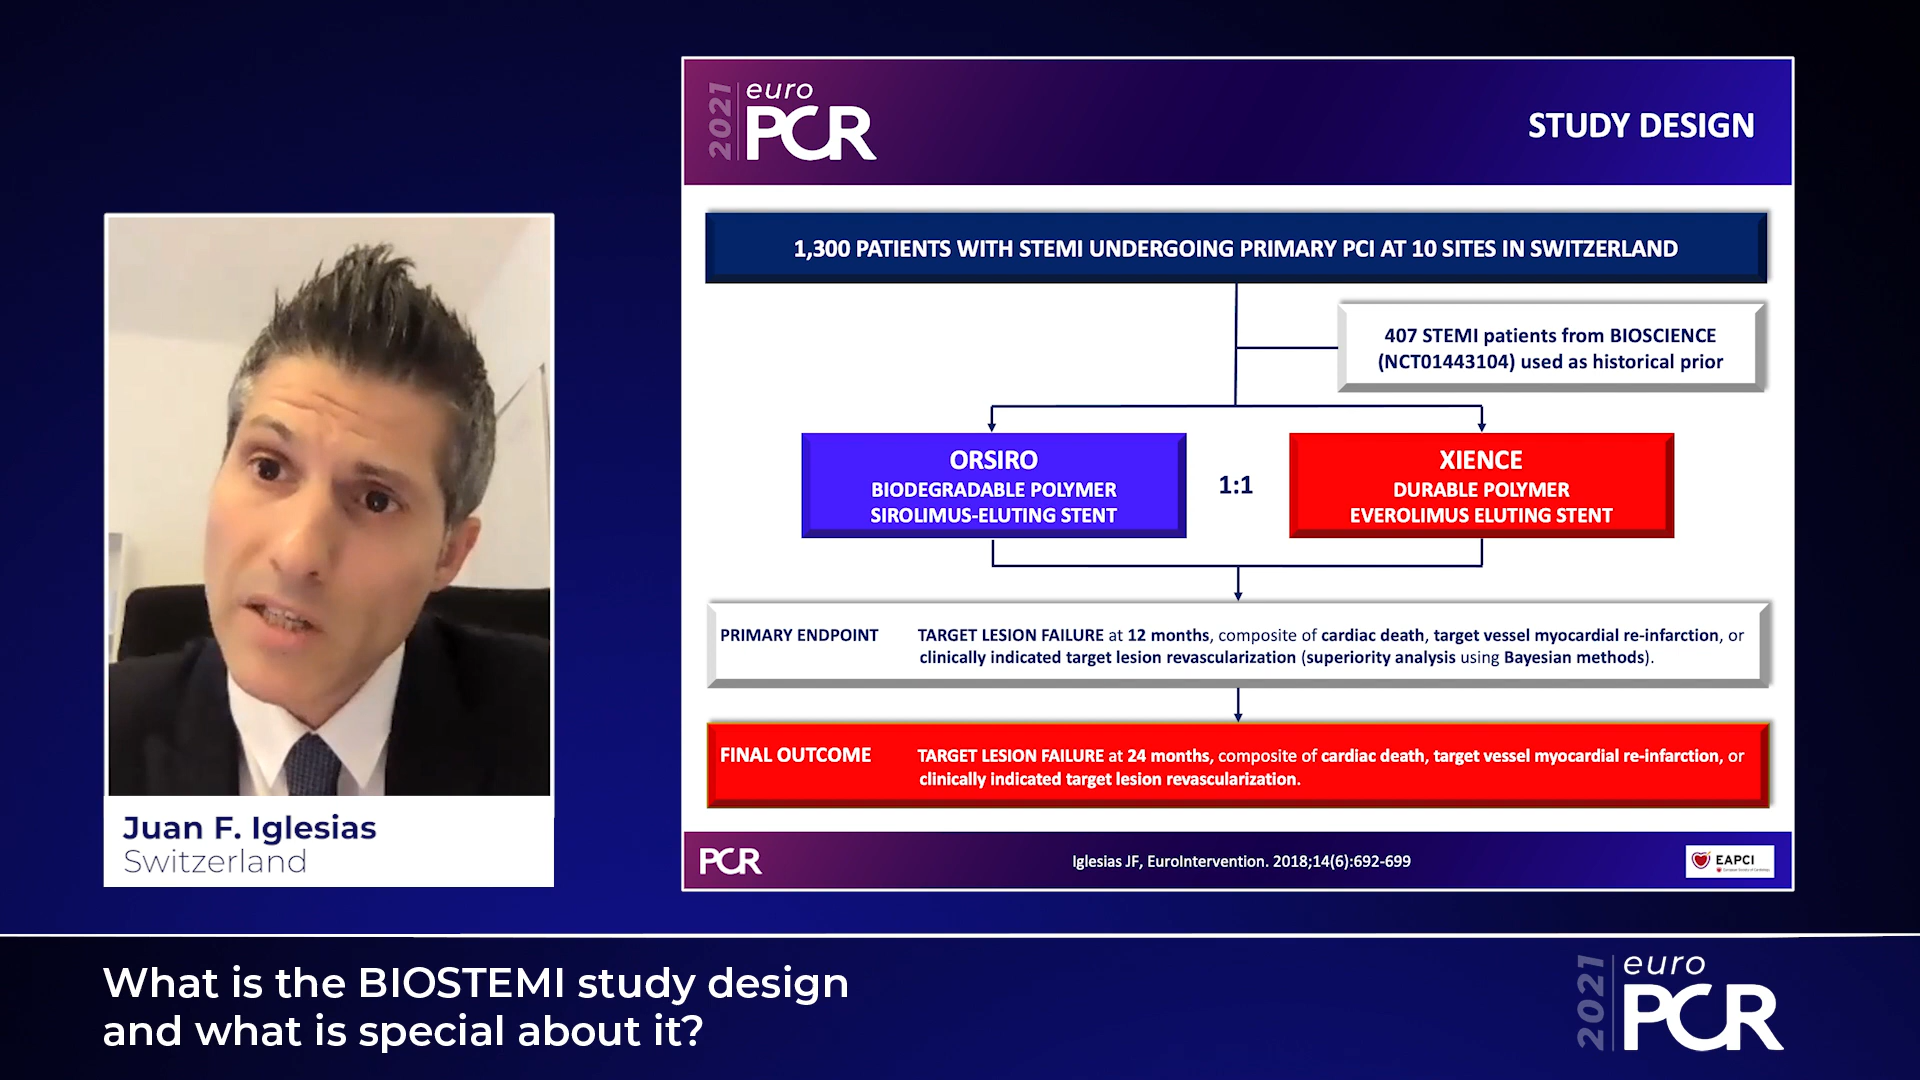 2021
euro
PCR
STUDY DESIGN
1,300 PATIENTS WITH STEMI UNDERGOING PRIMARY PCI AT 10 SITES IN SWITZERLAND
407 STEMI patients from BIOSCIENCE
(NCT01443104) used as historical prior
ORSIRO
BIODEGRADABLE POLYMER
SIROLIMUS-ELUTING STENT
1:1
XIENCE
DURABLE POLYMER
EVEROLIMUS ELUTING STENT
PRIMARY ENDPOINT
TARGET LESION FAILURE at 12 months, composite of cardiac death, target vessel myocardial re-infarction, or
clinically indicated target lesion revascularization (superiority analysis using Bayesian methods).
FINAL OUTCOME
TARGET LESION FAILURE at 24 months, composite of cardiac death, target vessel myocardial re-infarction, or
clinically indicated target lesion revascularization.
PCR
Iglesias JF, EuroIntervention. 2018;14(6):692-699
EAPCI
Juan F. Iglesias
Switzerland
What is the BIOSTEMI study design
and what is special about it?
2021
euro
PCR